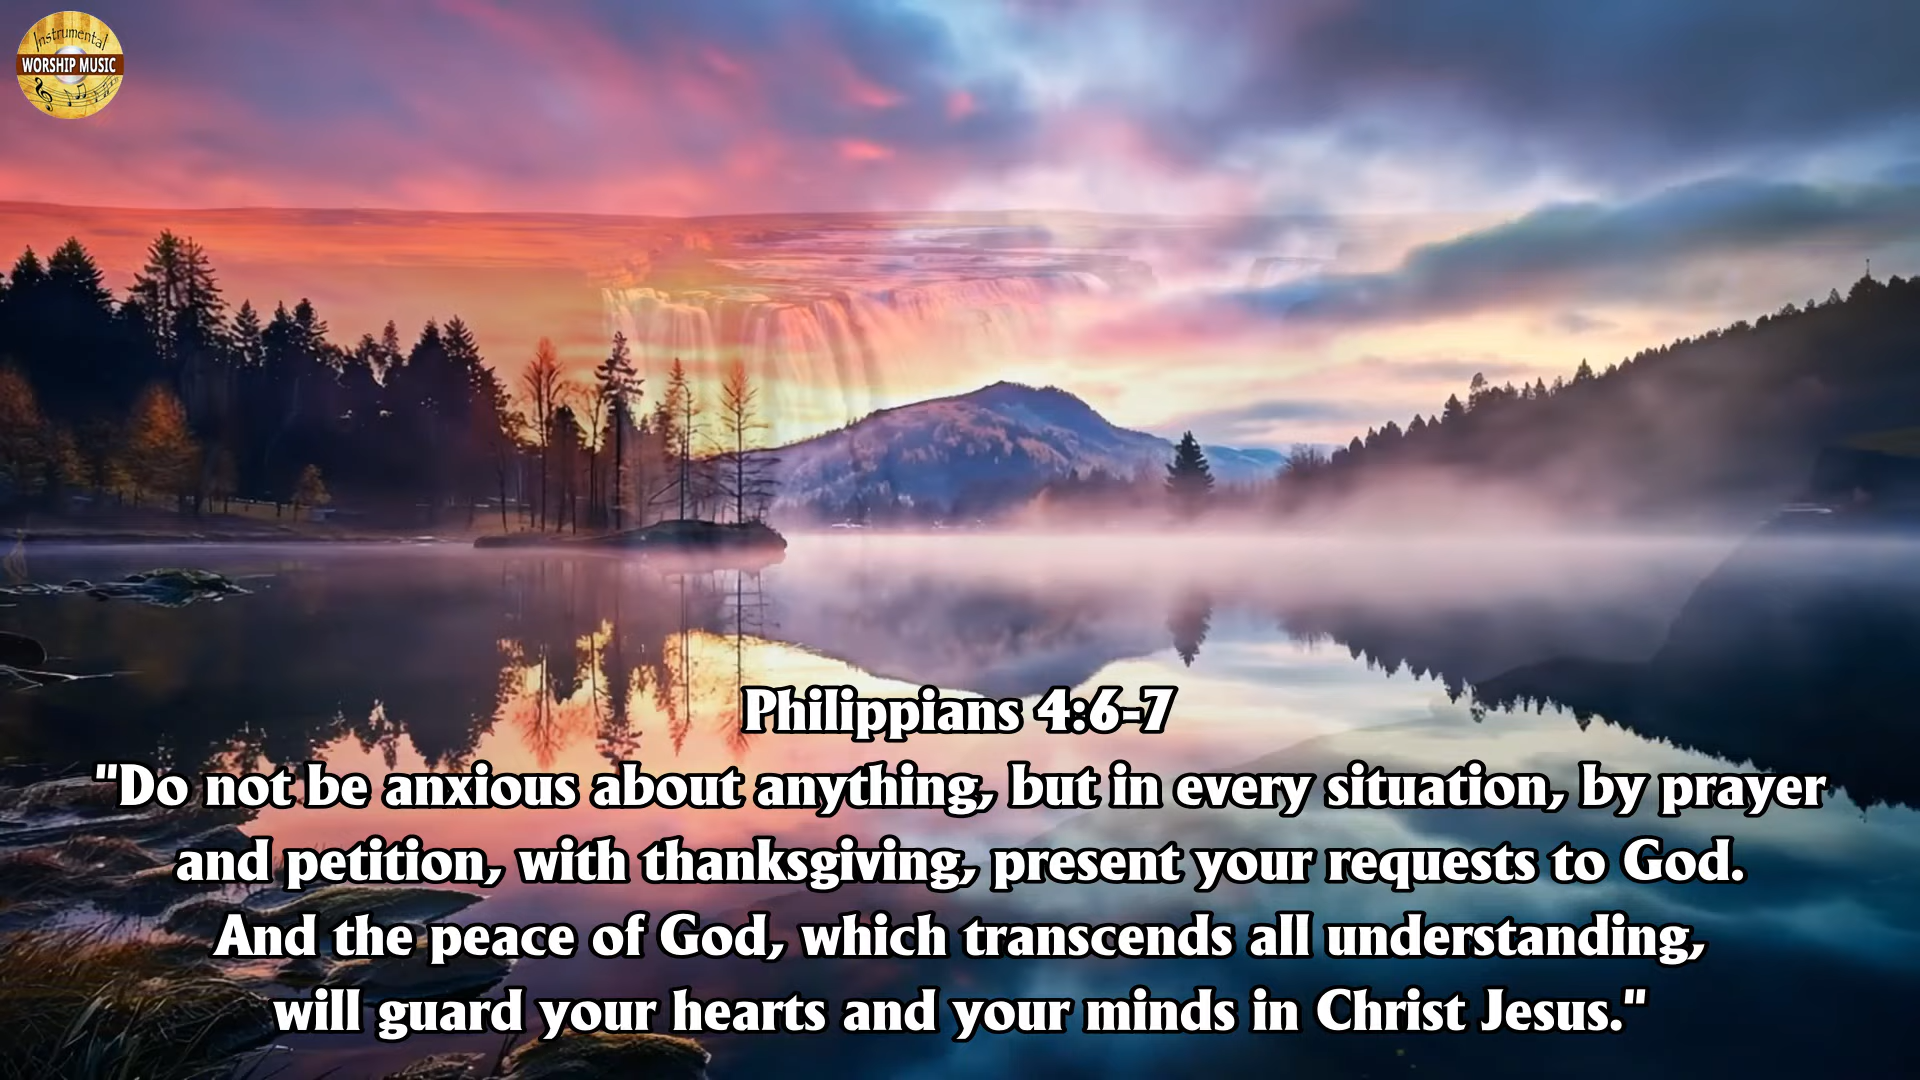 Instrumental
WORSHIP MUSIC
Philippians 4:6-7
"Do not be anxious about anything, but in every situation, by prayer
and petition, with thanksgiving, present your requests to God.
And the peace of God, which transcends all understanding,
will guard your hearts and your minds in Christ Jesus."